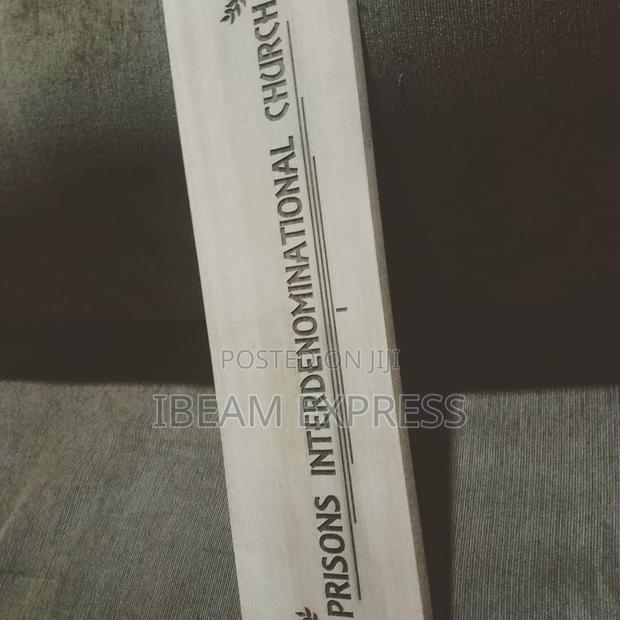 PRISONS INTERDENOMINATIONAL CHURCH
POSTED ON JIJI
IBEAM EXPRESS